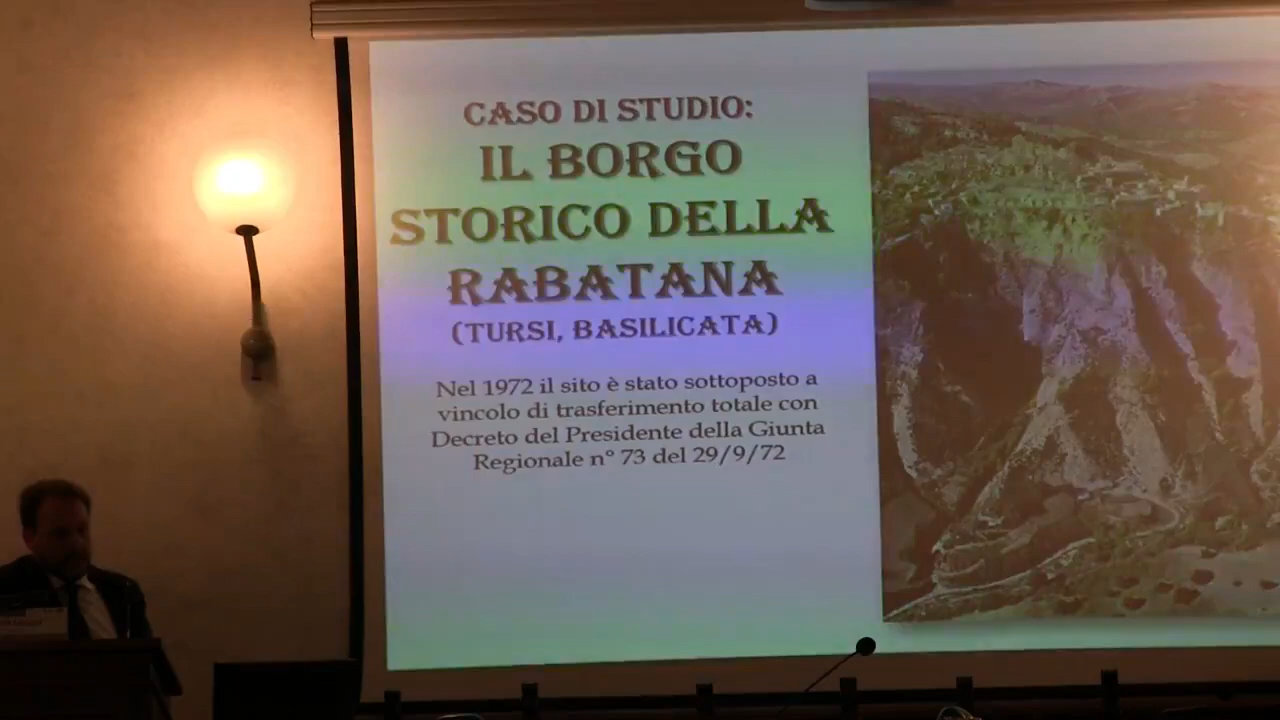 CASO DI STUDIO:
IL BORGO
STORICO DELLA
RABATANA
(TURSI, BASILICATA)
Nel 1972 il sito è stato sottoposto a
vincolo di trasferimento totale con
Decreto del Presidente della Giunta
Regionale n° 73 del 29/9/72